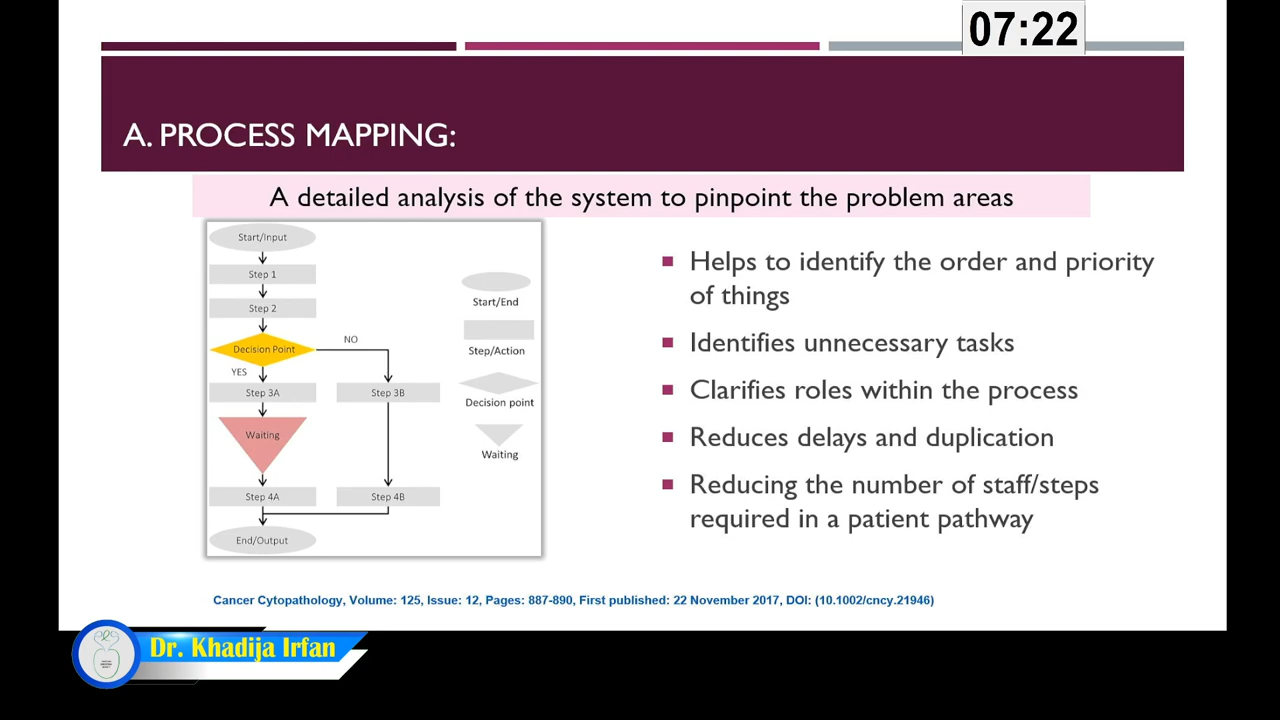 07:22
A. PROCESS MAPPING:
A detailed analysis of the system to pinpoint the problem areas
Start/Input
Step 1
Step 2
Decision Point
NO
YES
Step 3A
Step 3B
Waiting
Step 4A
Step 4B
End/Output
Start/End
Step/Action
Decision point
Waiting
Helps to identify the order and priority
of things
Identifies unnecessary tasks
Clarifies roles within the process
Reduces delays and duplication
Reducing the number of staff/steps
required in a patient pathway
Cancer Cytopathology, Volume: 125, Issue: 12, Pages: 887-890, First published: 22 November 2017, DOI: (10.1002/cncy.21946)
Dr. Khadija Irfan